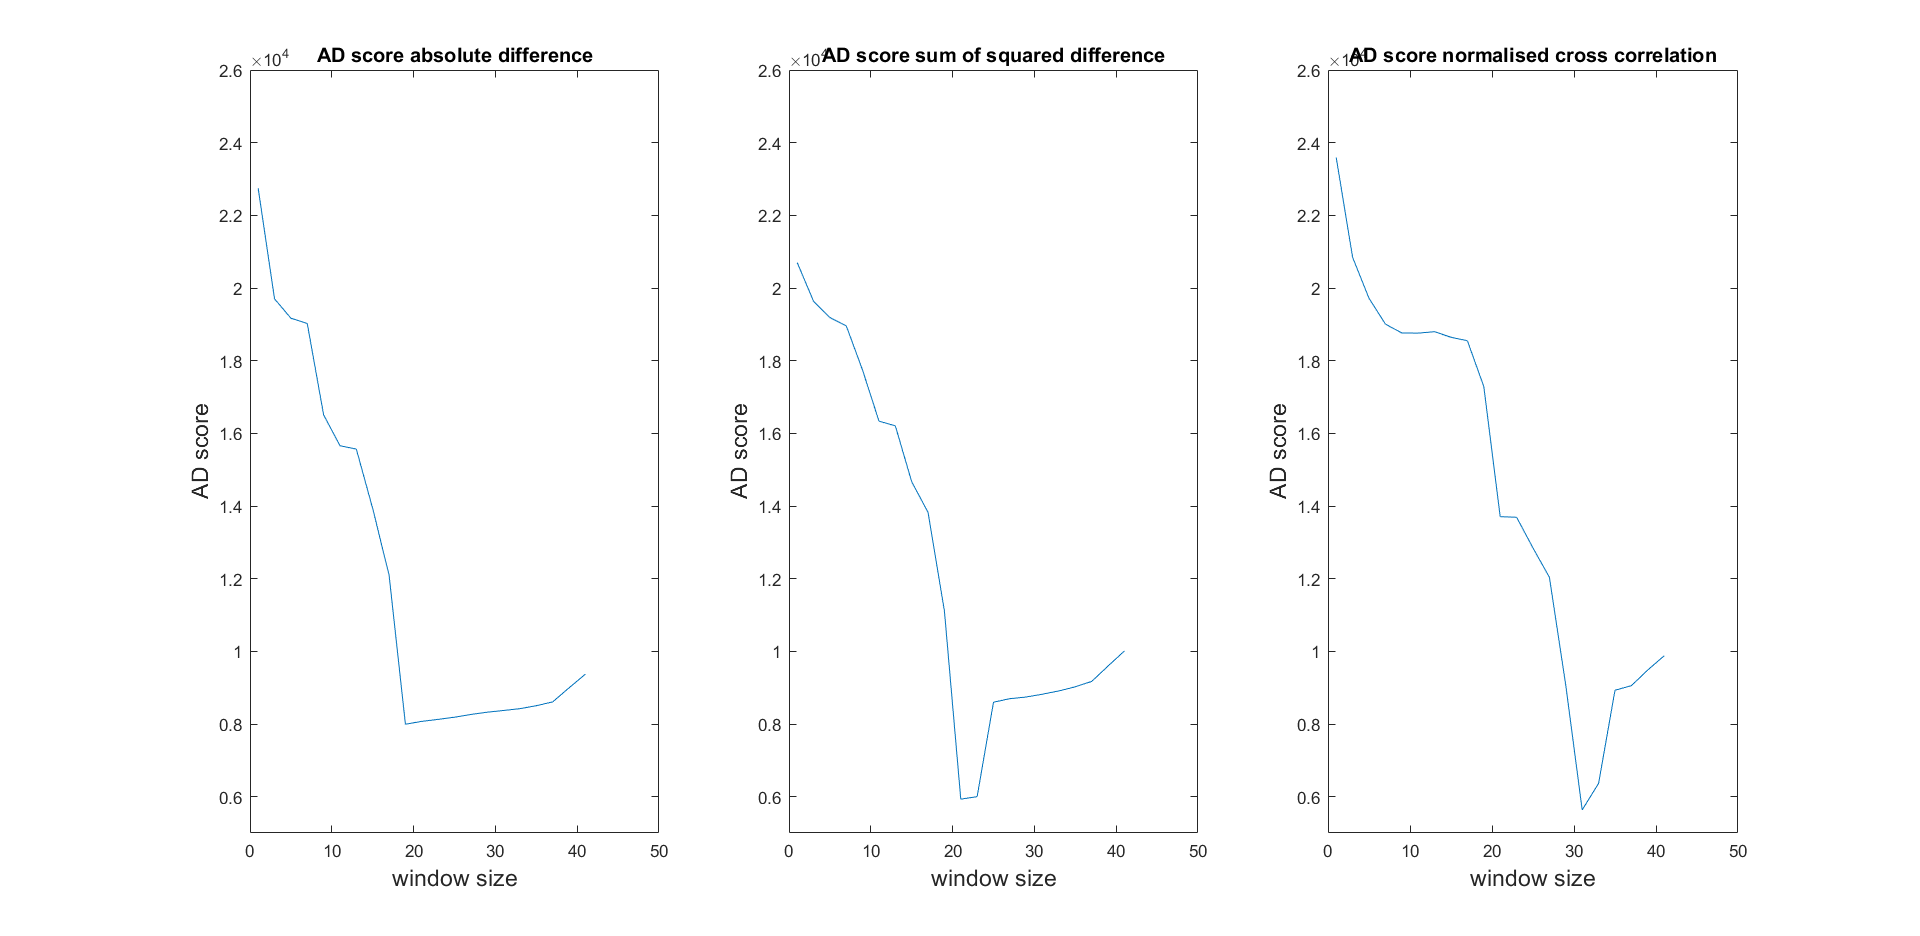 AD score absolute difference
×10⁴
2.6
2.4
2.2
2
1.8
1.6
1.4
1.2
1
0.8
0.6
AD score
0 10 20 30 40 50
window size
AD score sum of squared difference
×10⁴
2.6
2.4
2.2
2
1.8
1.6
1.4
1.2
1
0.8
0.6
AD score
0 10 20 30 40 50
window size
AD score normalised cross correlation
2.6
2.4
2.2
2
1.8
1.6
1.4
1.2
1
0.8
0.6
AD score
0 10 20 30 40 50
window size